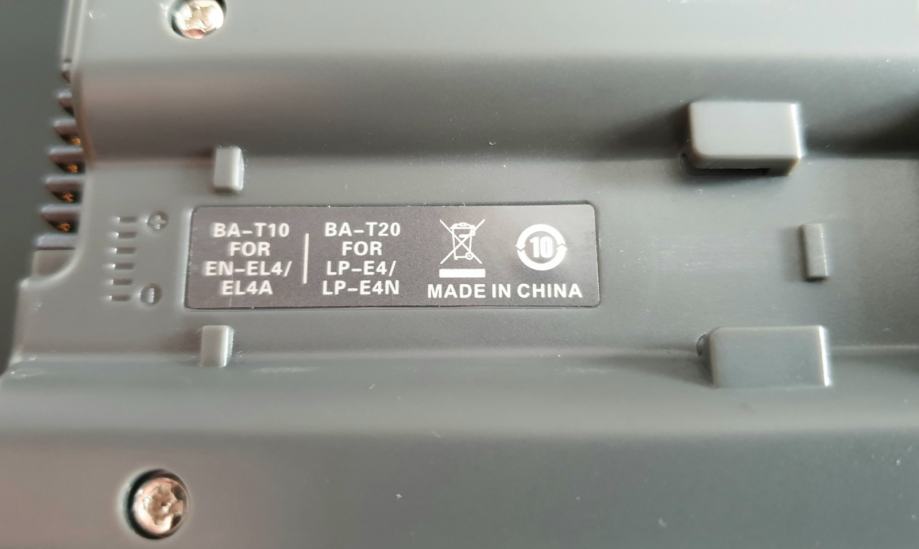 BA-T10
FOR
EN-EL4/
EL4A
BA-T20
FOR
LP-E4/
LP-E4N
10
MADE IN CHINA
+
-